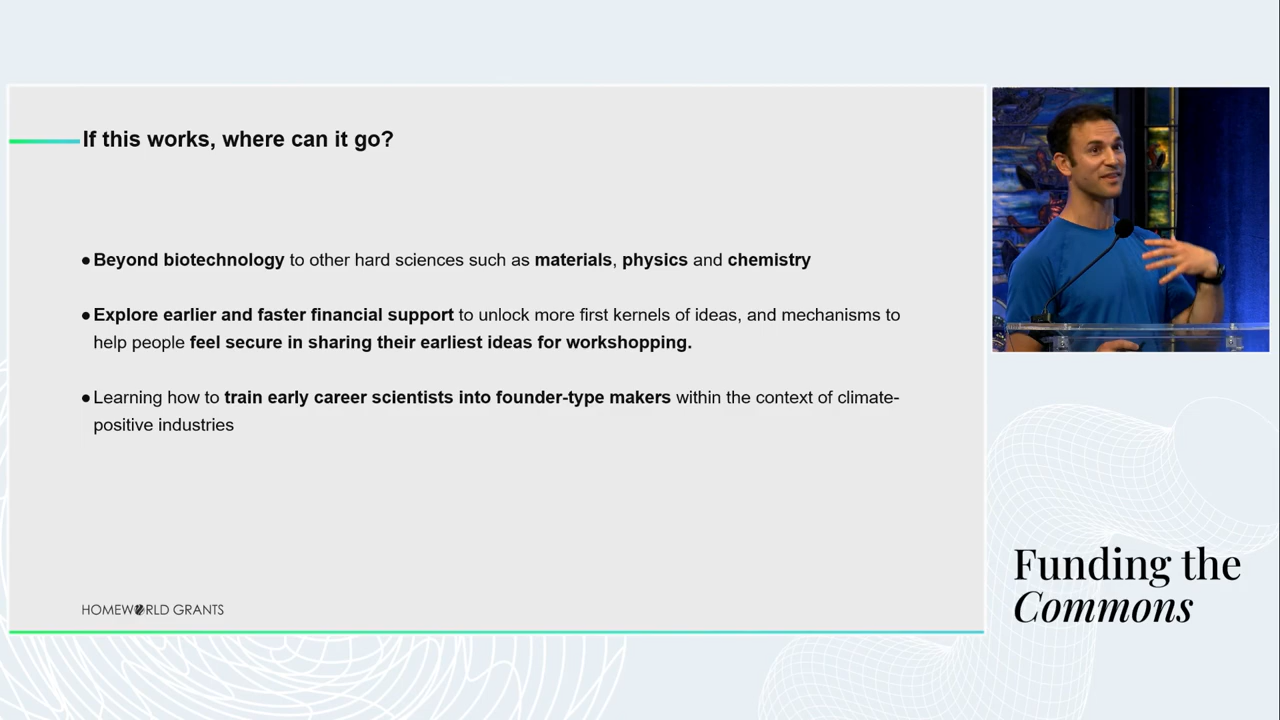 If this works, where can it go?
●Beyond biotechnology to other hard sciences such as materials, physics and chemistry
●Explore earlier and faster financial support to unlock more first kernels of ideas, and mechanisms to
help people feel secure in sharing their earliest ideas for workshopping.
●Learning how to train early career scientists into founder-type makers within the context of climate-
positive industries
HOMEWORLD GRANTS
Funding the
Commons